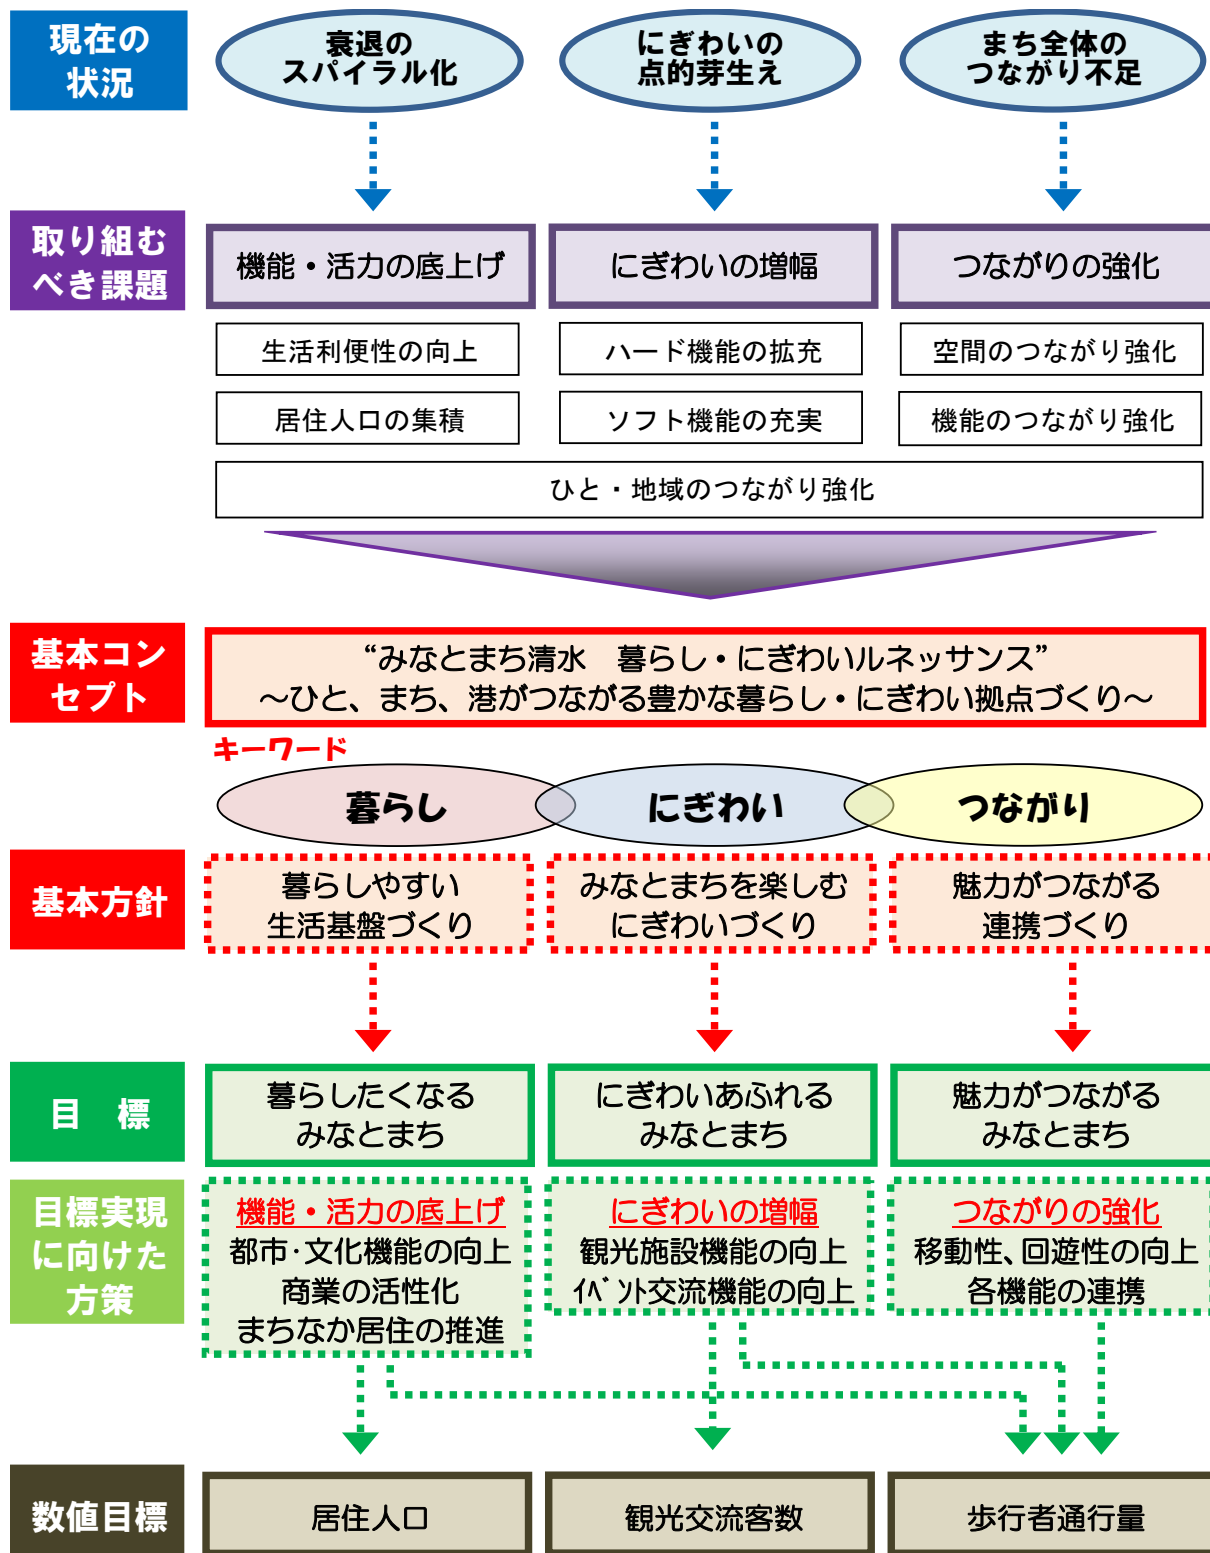 現在の
状況
衰退の
スパイラル化
にぎわいの
点的芽生え
まち全体の
つながり不足
取り組む
べき課題
機能・活力の底上げ
にぎわいの増幅
つながりの強化
生活利便性の向上
ハード機能の拡充
空間のつながり強化
居住人口の集積
ソフト機能の充実
機能のつながり強化
ひと・地域のつながり強化
基本コン
セプト
“みなとまち清水　暮らし・にぎわいルネッサンス”
～ひと、まち、港がつながる豊かな暮らし・にぎわい拠点づくり～
キーワード
暮らし
にぎわい
つながり
基本方針
暮らしやすい
生活基盤づくり
みなとまちを楽しむ
にぎわいづくり
魅力がつながる
連携づくり
目　標
暮らしたくなる
みなとまち
にぎわいあふれる
みなとまち
魅力がつながる
みなとまち
目標実現
に向けた
方策
機能・活力の底上げ
都市・文化機能の向上
商業の活性化
まちなか居住の推進
にぎわいの増幅
観光施設機能の向上
ｲﾍﾞﾝﾄ交流機能の向上
つながりの強化
移動性、回遊性の向上
各機能の連携
数値目標
居住人口
観光交流客数
歩行者通行量